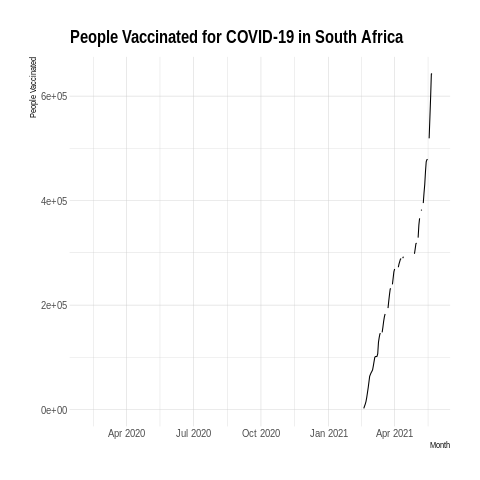 People Vaccinated for COVID-19 in South Africa
People Vaccinated
6e+05
4e+05
2e+05
0e+00
Apr 2020 Jul 2020 Oct 2020 Jan 2021 Apr 2021
Month